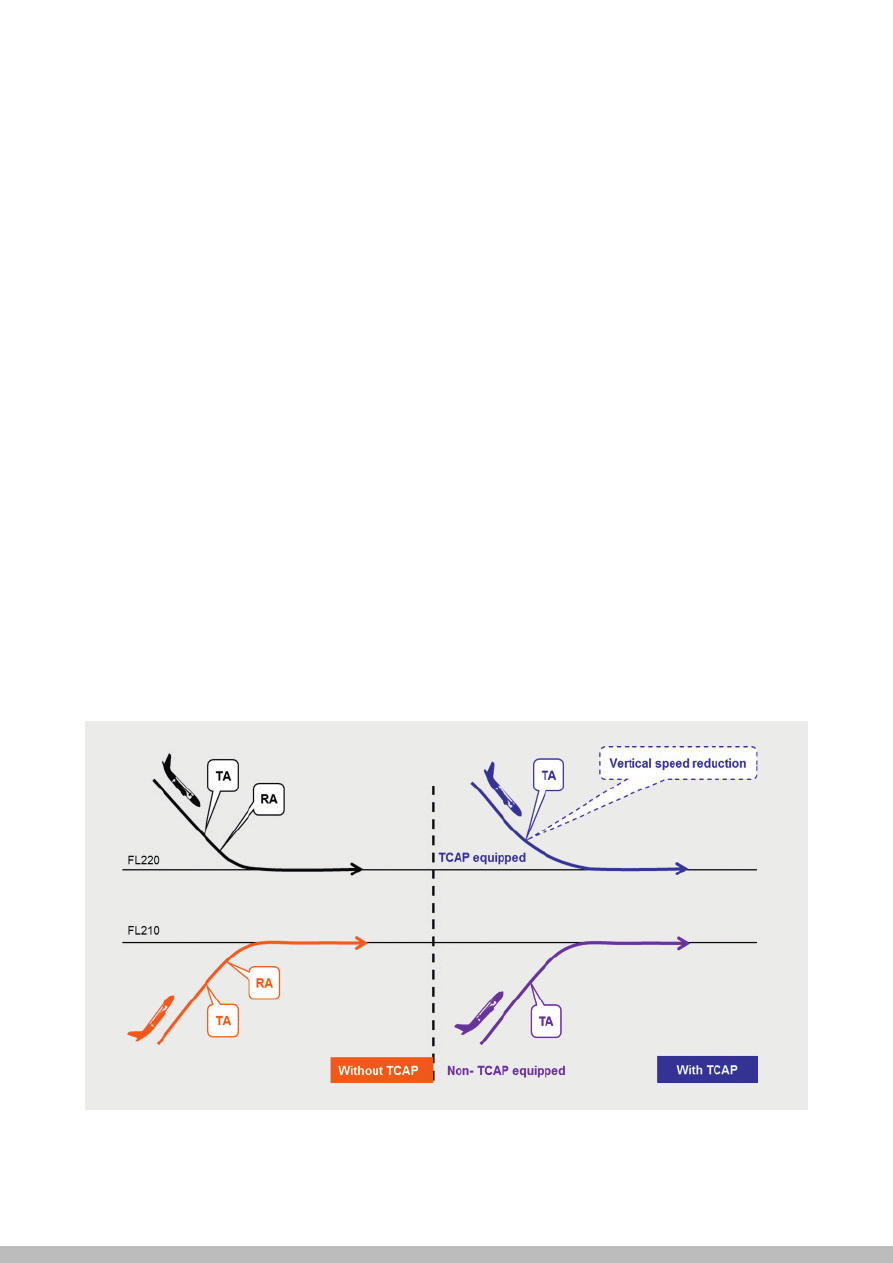 TA
RA
FL220
FL210
RA
TA
Without TCAP
Vertical speed reduction
TA
TCAP equipped
TA
Non- TCAP equipped
With TCAP